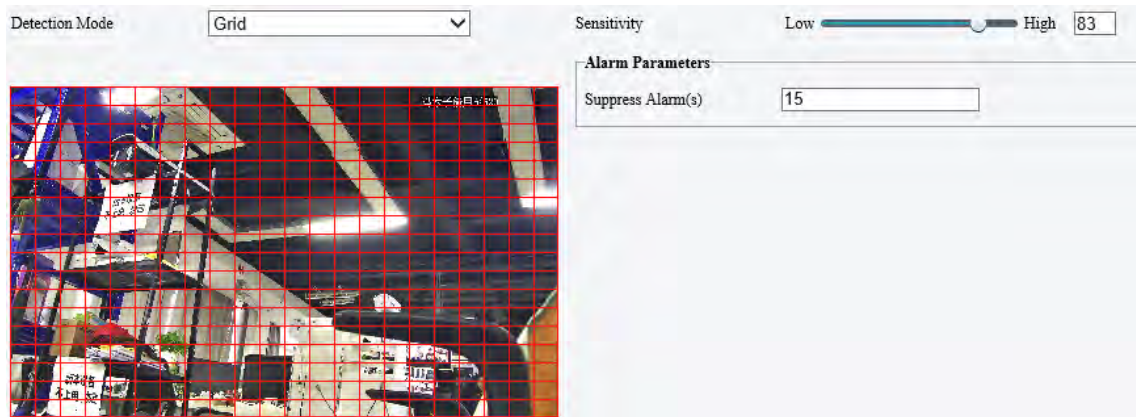 Detection Mode
Grid
Sensitivity
Low
High
83
Alarm Parameters
Suppress Alarm(s)
15